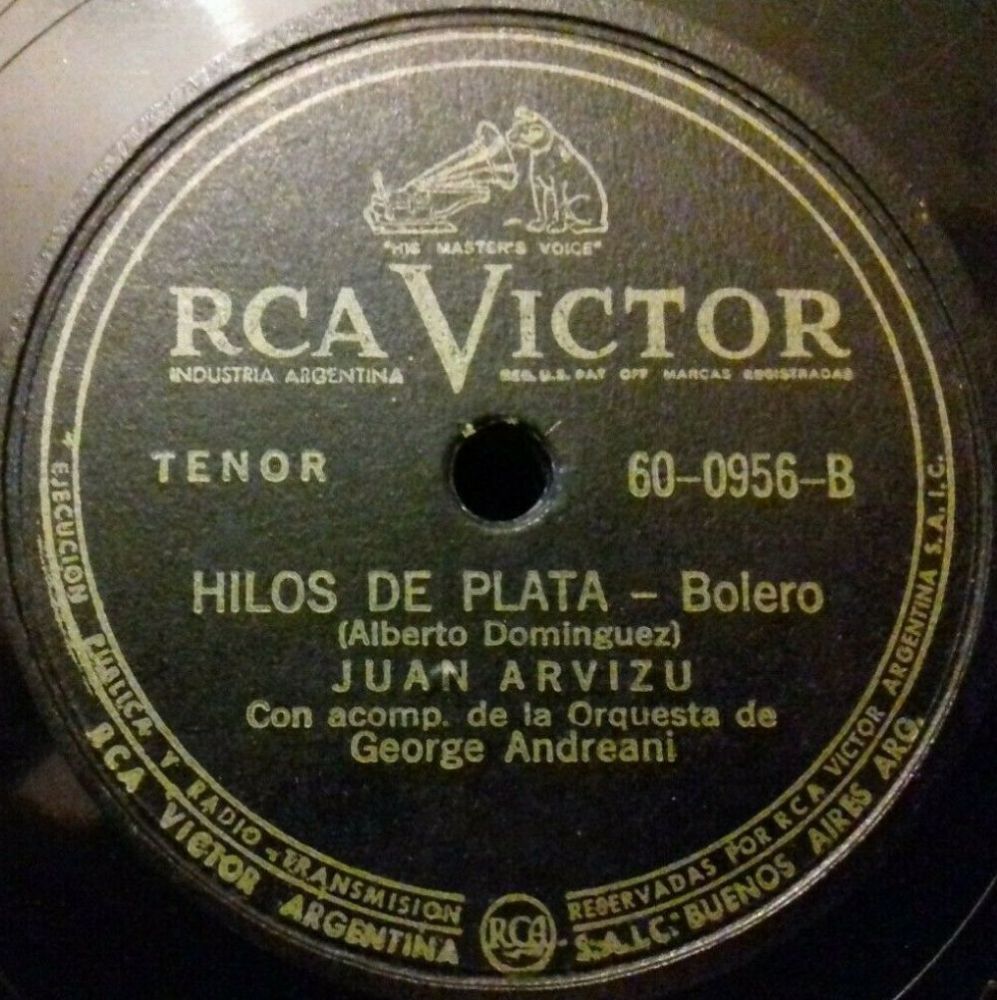 "HIS MASTER'S VOICE"
RCA VICTOR
INDUSTRIA ARGENTINA
REG. U.S. PAT OFF MARCAS REGISTRADAS
TENOR
60-0956-B
HILOS DE PLATA - Bolero
(Alberto Dominguez)
JUAN ARVIZU
Con acomp. de la Orquesta de
George Andreani
EJECUCION PUBLICA Y RADIO-TRANSMISION RESERVADAS POR RCA VICTOR ARGENTINA S.A.I.C.
RCA VICTOR ARGENTINA S.A.I.C. BUENOS AIRES ARG.
RCA